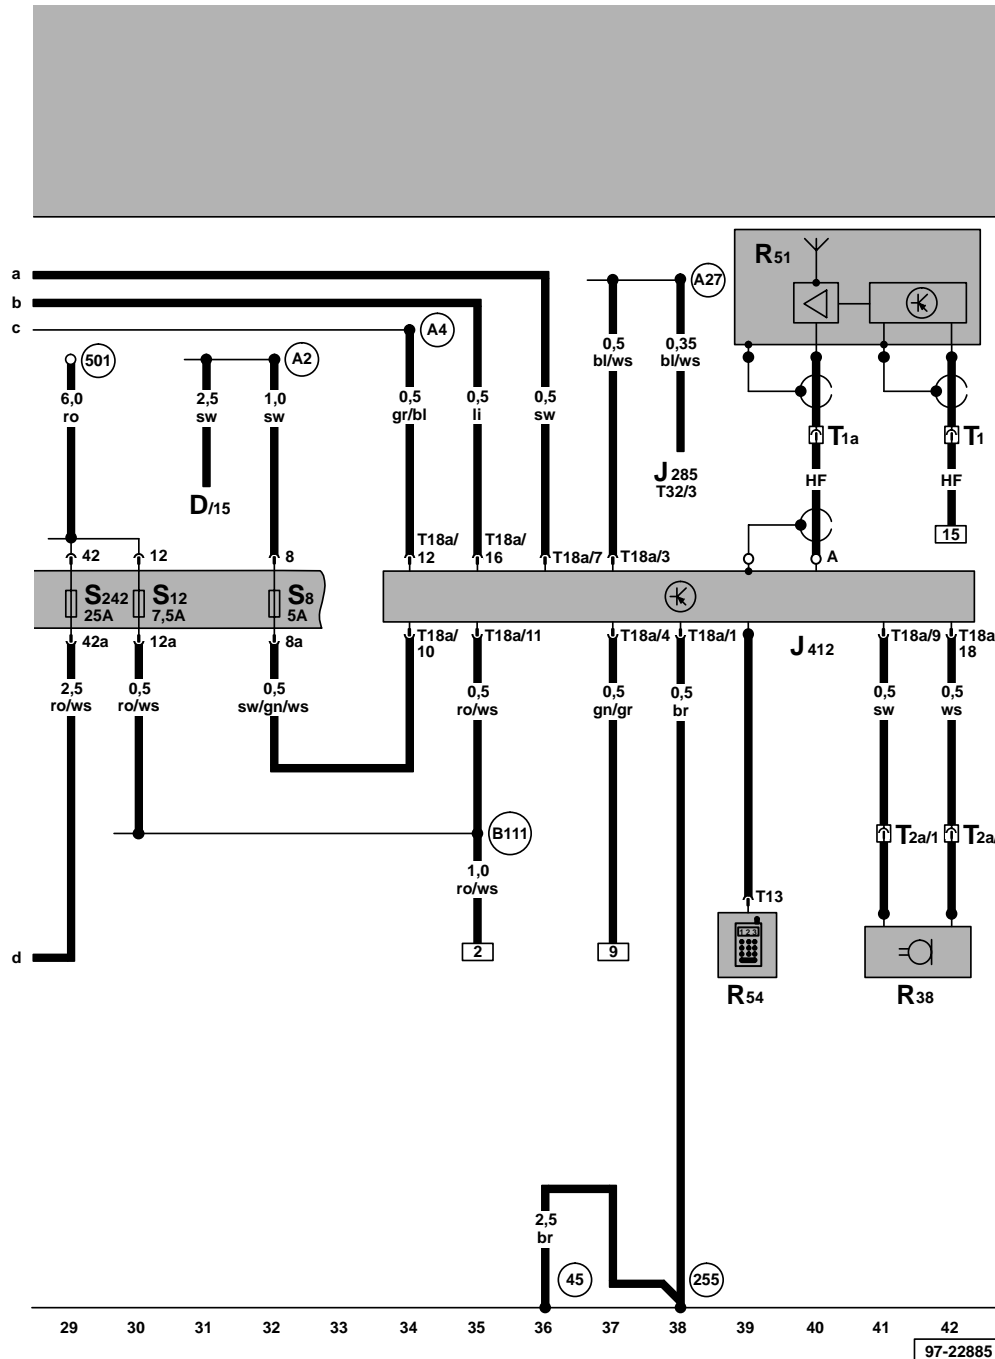 R51
a
A27
b
c
A4
501
A2
0,5
bl/ws
0,35
bl/ws
6,0
ro
2,5
sw
1,0
sw
0,5
gr/bl
0,5
li
0,5
sw
T1a
T1
J285
T32/3
HF
HF
D/15
15
42
12
8
T18a/
12
T18a/
16
T18a/7
T18a/3
A
S242
25A
S12
7,5A
S8
5A
42a
12a
8a
T18a/
10
T18a/11
T18a/4
T18a/1
J412
T18a/9
T18a
18
2,5
ro/ws
0,5
ro/ws
0,5
sw/gn/ws
0,5
ro/ws
0,5
gn/gr
0,5
br
0,5
sw
0,5
ws
B111
T2a/1
T2a/
1,0
ro/ws
T13
1 2 3
d
2
9
R54
R38
2,5
br
45
255
29 30 31 32 33 34 35 36 37 38 39 40 41 42
97-22885